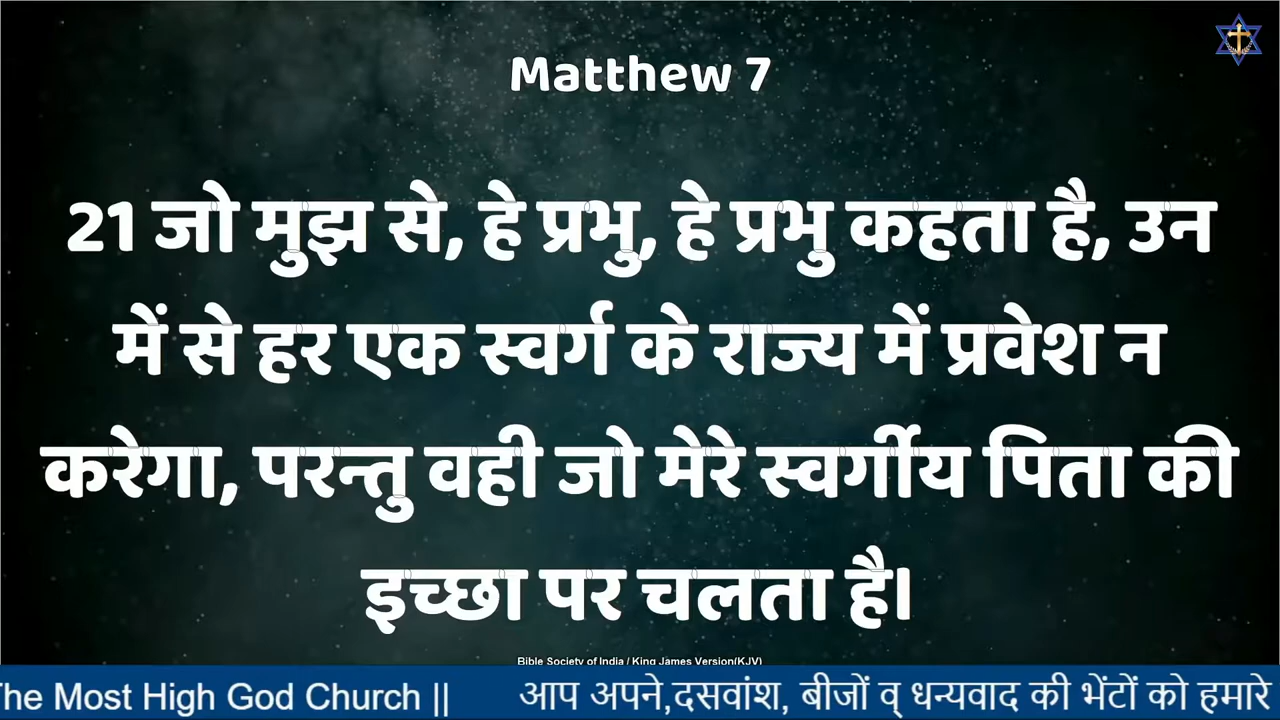 Matthew 7
21 जो मुझ से, हे प्रभु, हे प्रभु कहता है, उन
में से हर एक स्वर्ग के राज्य में प्रवेश न
करेगा, परन्तु वही जो मेरे स्वर्गीय पिता की
इच्छा पर चलता है।
Bible Society of India / King James Version(KJV)
The Most High God Church || आप अपने,दसवांश, बीजों व् धन्यवाद की भेंटों को हमारे